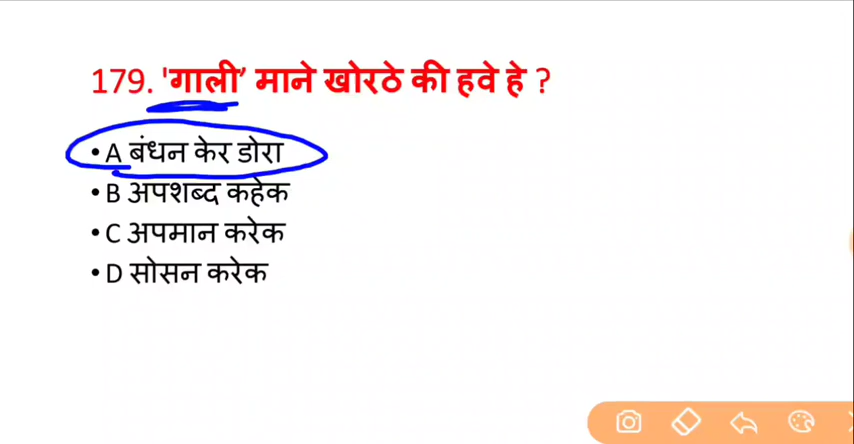 179. 'गाली’ माने खोरठे की हवे हे ?
• A बंधन केर डोरा
• B अपशब्द कहेक
• C अपमान करेक
• D सोसन करेक